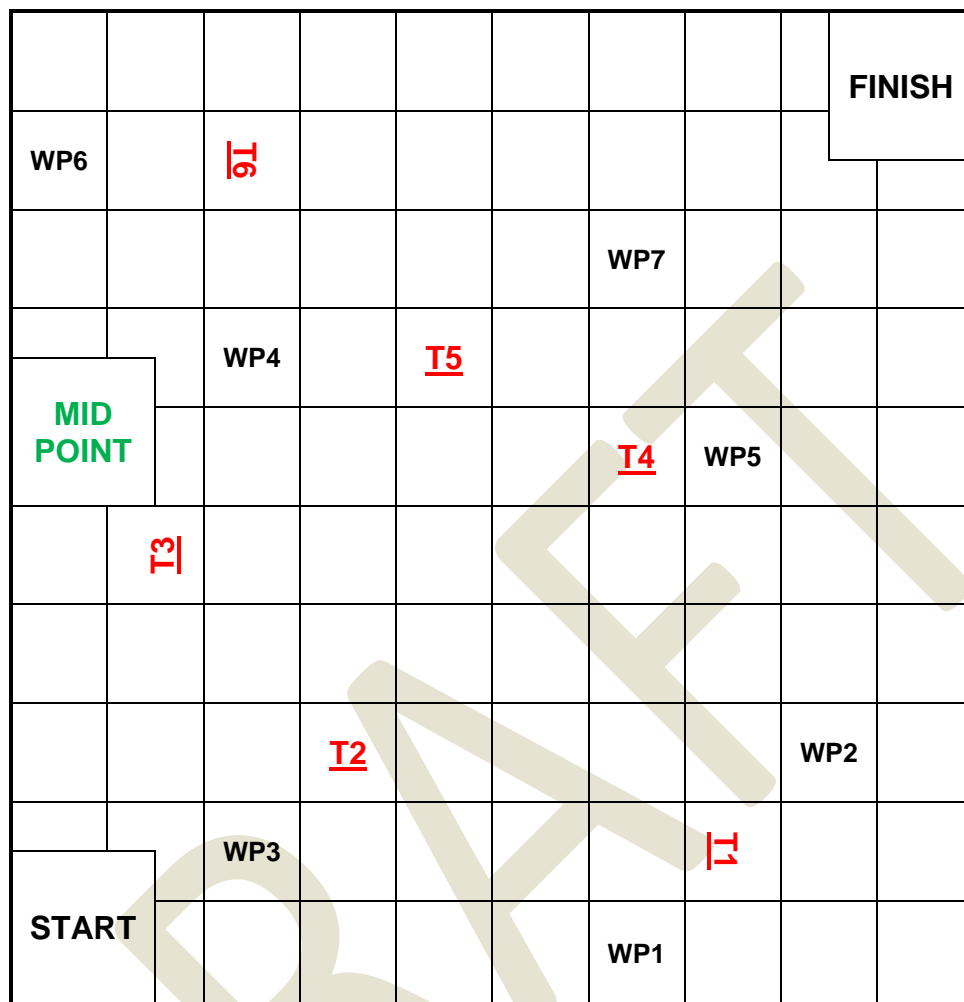 FINISH
WP6
T6
WP7
WP4
T5
MID
POINT
T4
WP5
T3
T2
WP2
WP3
T1
START
WP1
DRAFT